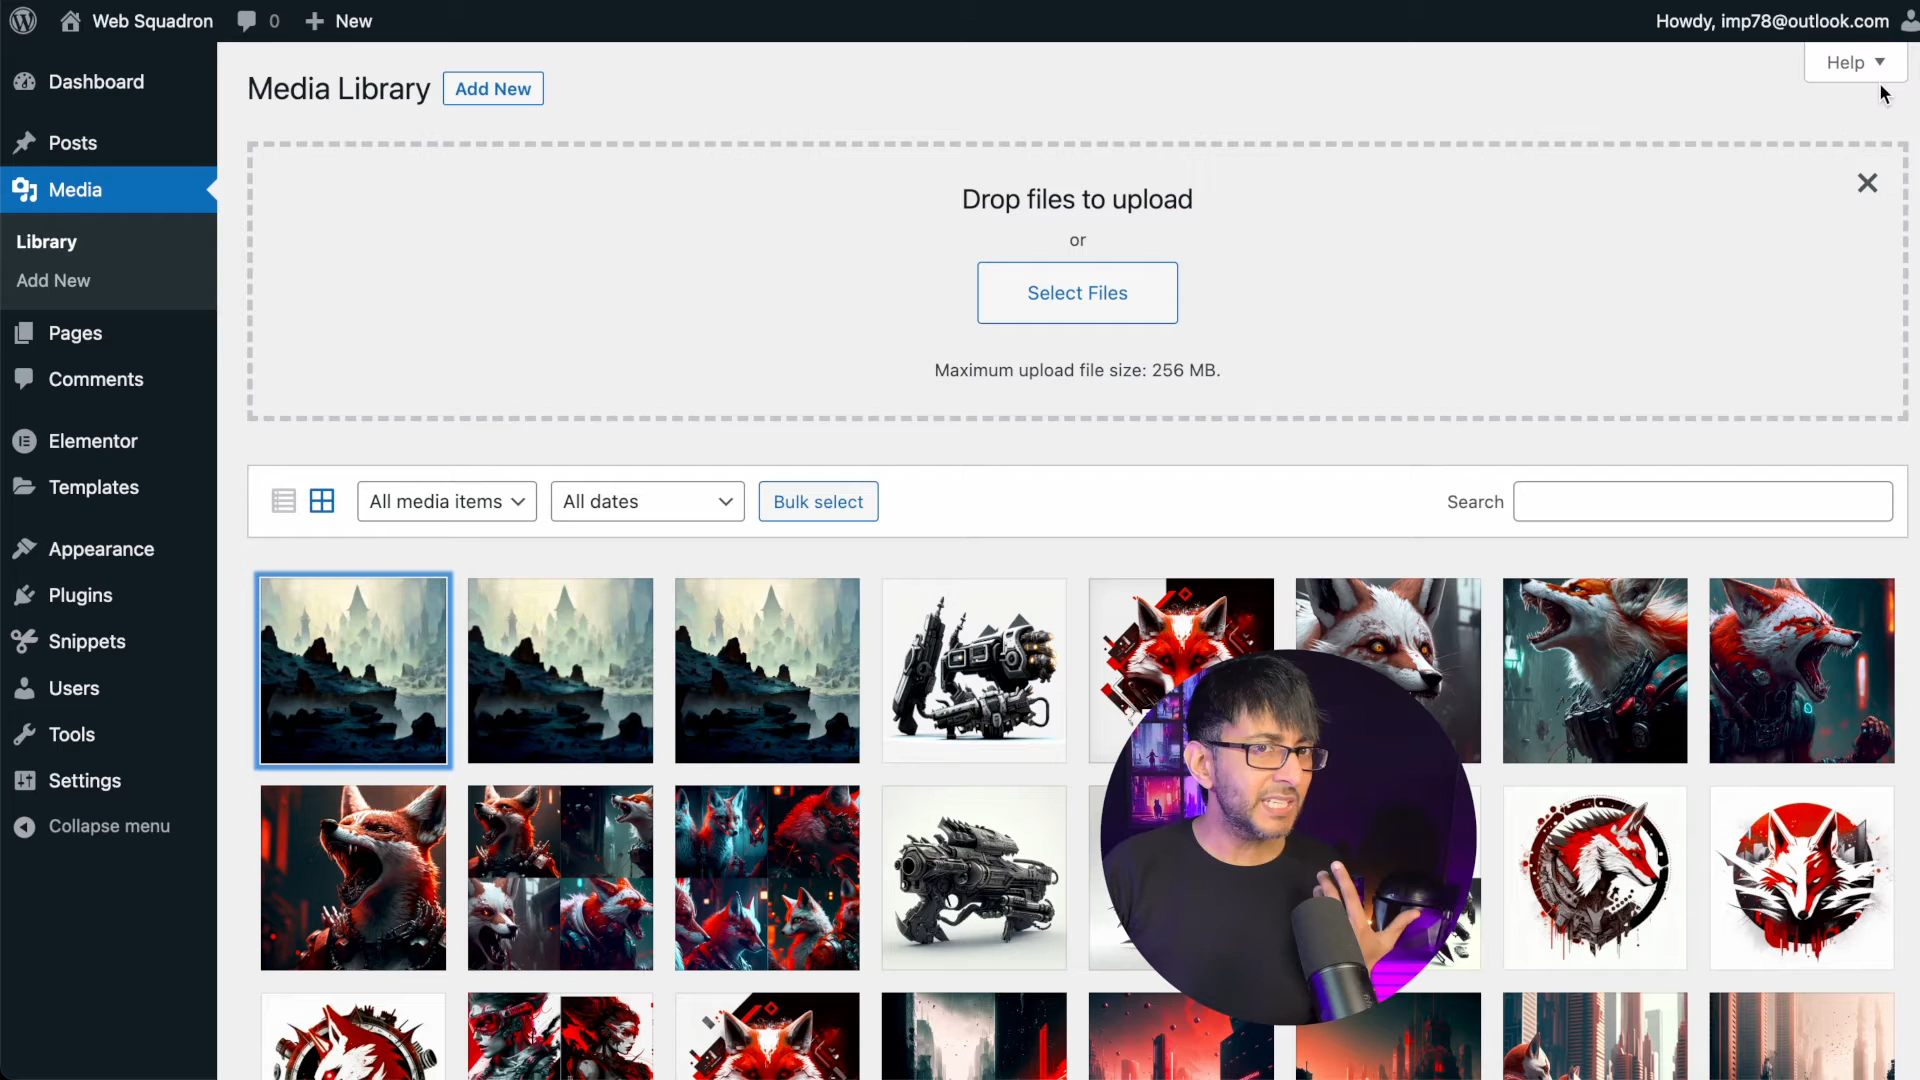 Web Squadron 0 New Howdy, imp78@outlook.com
Help
Dashboard
Posts
Media
Library
Add New
Pages
Comments
Elementor
Templates
Appearance
Plugins
Snippets
Users
Tools
Settings
Collapse menu
Media Library Add New
Drop files to upload
or
Select Files
Maximum upload file size: 256 MB.
All media items All dates Bulk select Search